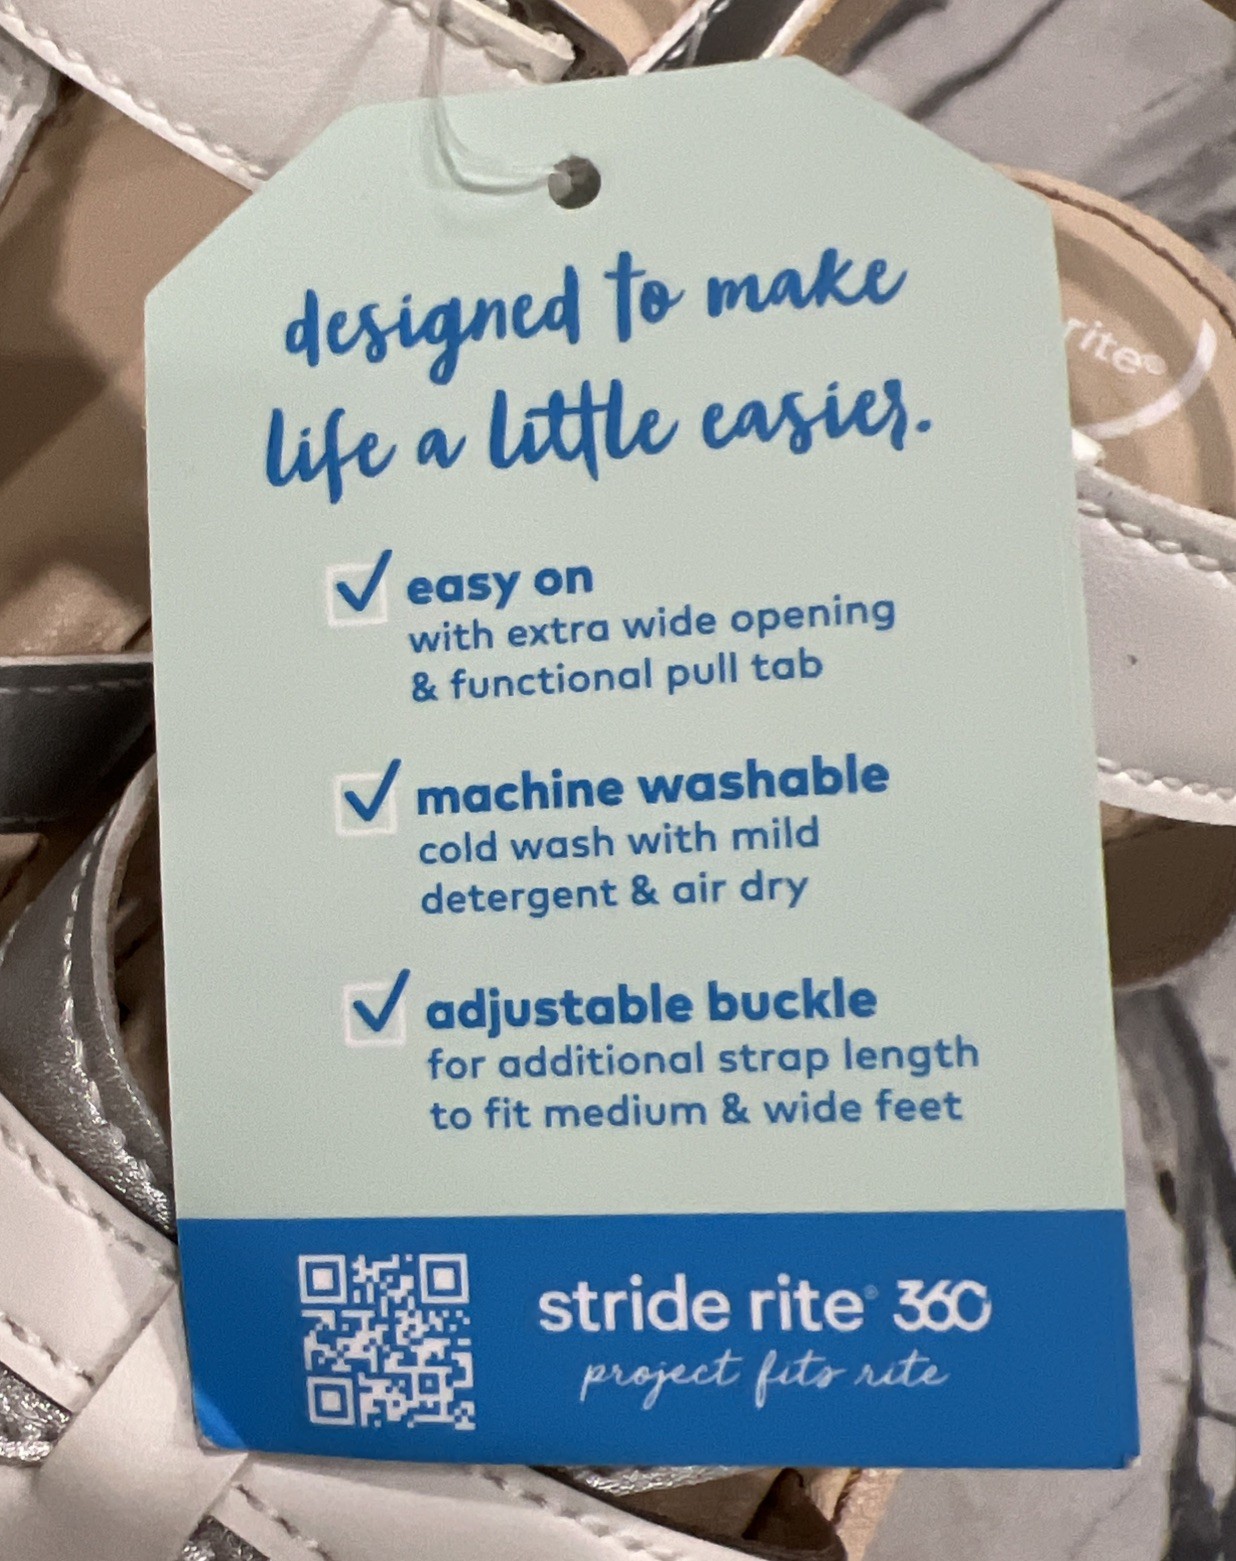 designed to make
life a little easier.
easy on
with extra wide opening
& functional pull tab
machine washable
cold wash with mild
detergent & air dry
adjustable buckle
for additional strap length
to fit medium & wide feet
stride rite® 360
project fits rite
rite®